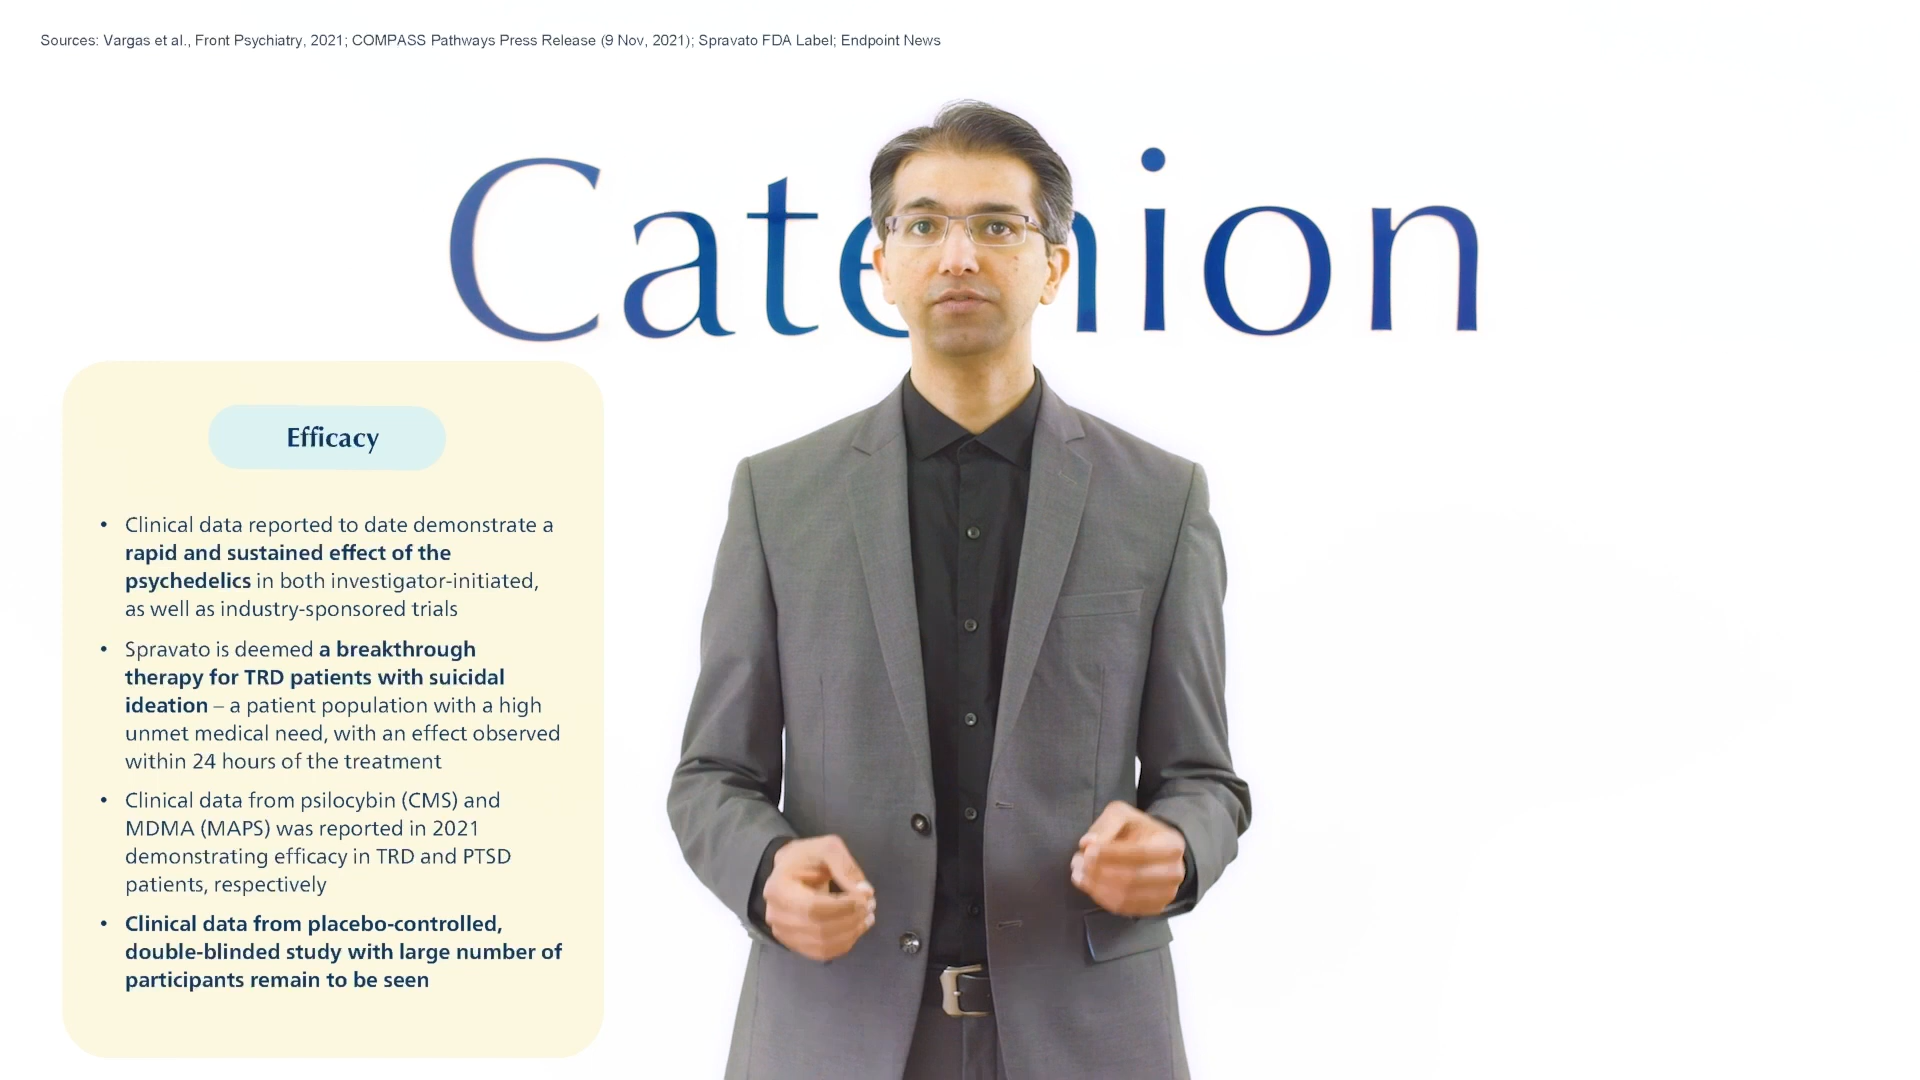 Sources: Vargas et al., Front Psychiatry, 2021; COMPASS Pathways Press Release (9 Nov, 2021); Spravato FDA Label; Endpoint News
Catenion
Efficacy
• Clinical data reported to date demonstrate a
rapid and sustained effect of the
psychedelics in both investigator-initiated,
as well as industry-sponsored trials
• Spravato is deemed a breakthrough
therapy for TRD patients with suicidal
ideation – a patient population with a high
unmet medical need, with an effect observed
within 24 hours of the treatment
• Clinical data from psilocybin (CMS) and
MDMA (MAPS) was reported in 2021
demonstrating efficacy in TRD and PTSD
patients, respectively
• Clinical data from placebo-controlled,
double-blinded study with large number of
participants remain to be seen